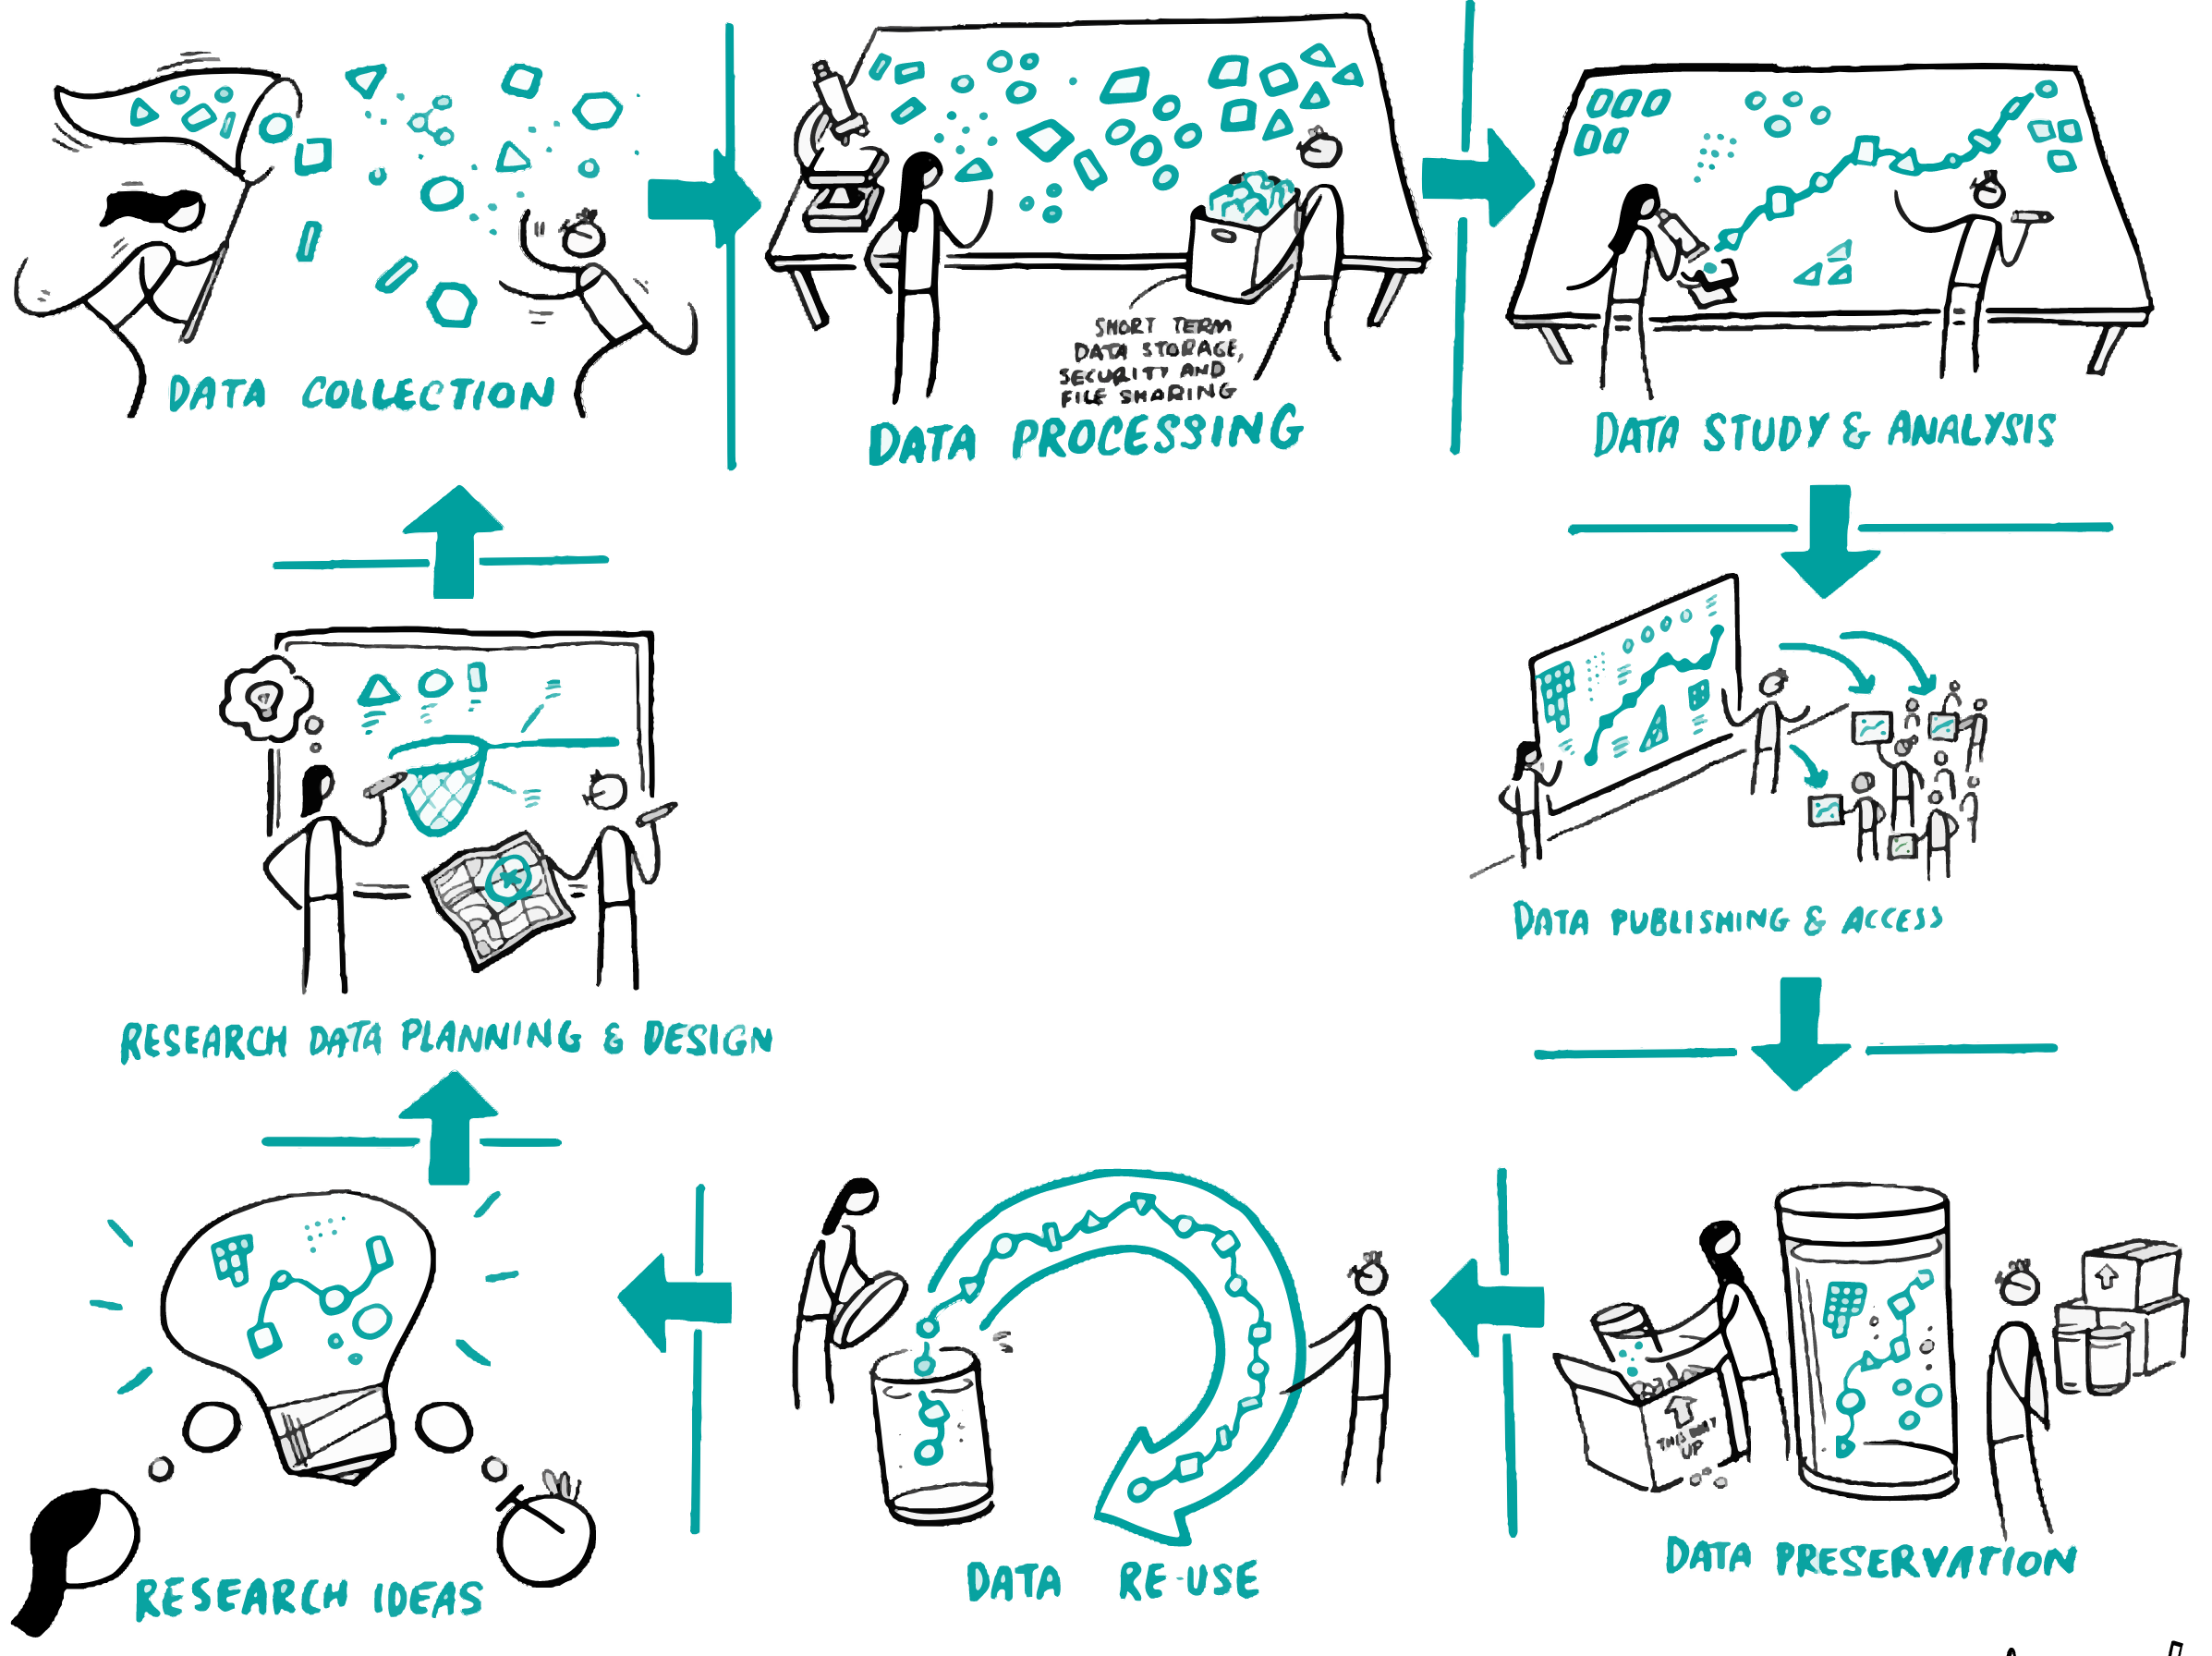 DATA COLLECTION
SHORT TERM
DATA STORAGE,
SECURITY AND
FILE SHARING
DATA PROCESSING
DATA STUDY & ANALYSIS
RESEARCH DATA PLANNING & DESIGN
DATA PUBLISHING & ACCESS
RESEARCH IDEAS
DATA RE-USE
THIS WAY
UP
DATA PRESERVATION